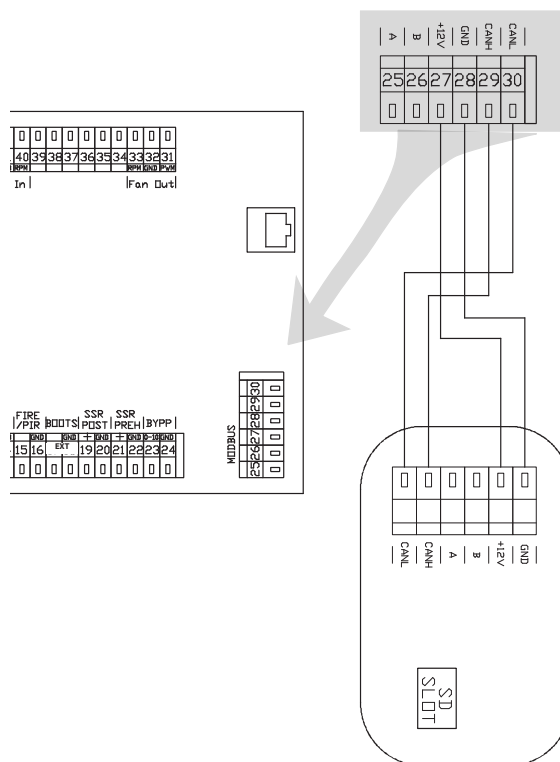 A B +12V GND CANH CANL
25 26 27 28 29 30
40 39 38 37 36 35 34 33 32 31
RPM RPM GND PWM
In Fan Out
30
29
28
27
26
25
MODBUS
FIRE
/PIR BOOTS SSR
POST SSR
PREH BYPP
GND GND + GND + GND 0-10 GND
15 16 EXT 19 20 21 22 23 24
CANL CANH A B +12V GND
SD
SLOT